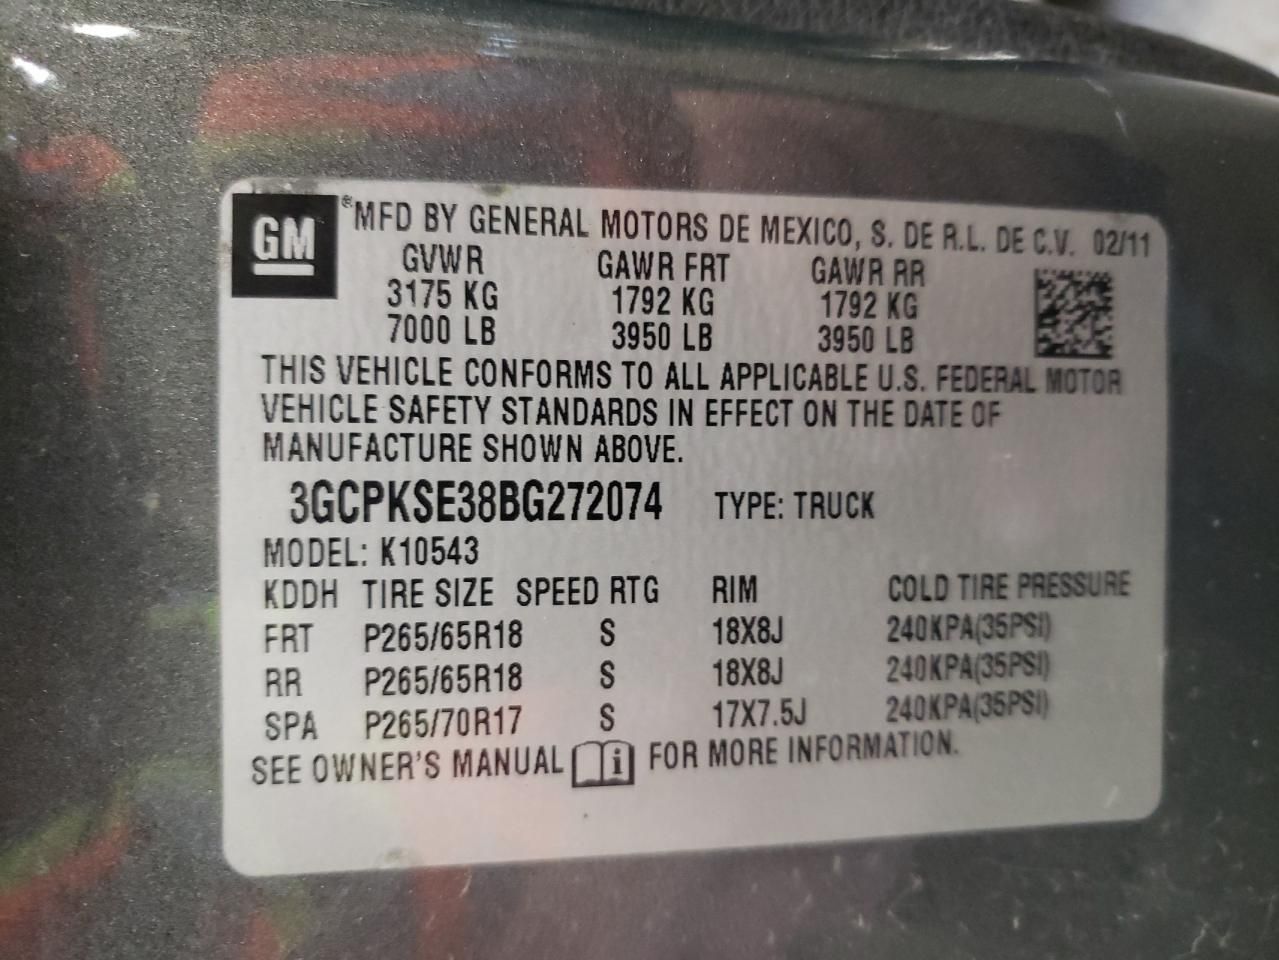 GM ® MFD BY GENERAL MOTORS DE MEXICO, S. DE R.L. DE C.V. 02/11
GVWR GAWR FRT GAWR RR
3175 KG 1792 KG 1792 KG
7000 LB 3950 LB 3950 LB
THIS VEHICLE CONFORMS TO ALL APPLICABLE U.S. FEDERAL MOTOR
VEHICLE SAFETY STANDARDS IN EFFECT ON THE DATE OF
MANUFACTURE SHOWN ABOVE.
3GCPKSE38BG272074 TYPE: TRUCK
MODEL: K10543
KDDH TIRE SIZE SPEED RTG RIM COLD TIRE PRESSURE
FRT P265/65R18 S 18X8J 240KPA(35PSI)
RR P265/65R18 S 18X8J 240KPA(35PSI)
SPA P265/70R17 S 17X7.5J 240KPA(35PSI)
SEE OWNER'S MANUAL i FOR MORE INFORMATION.